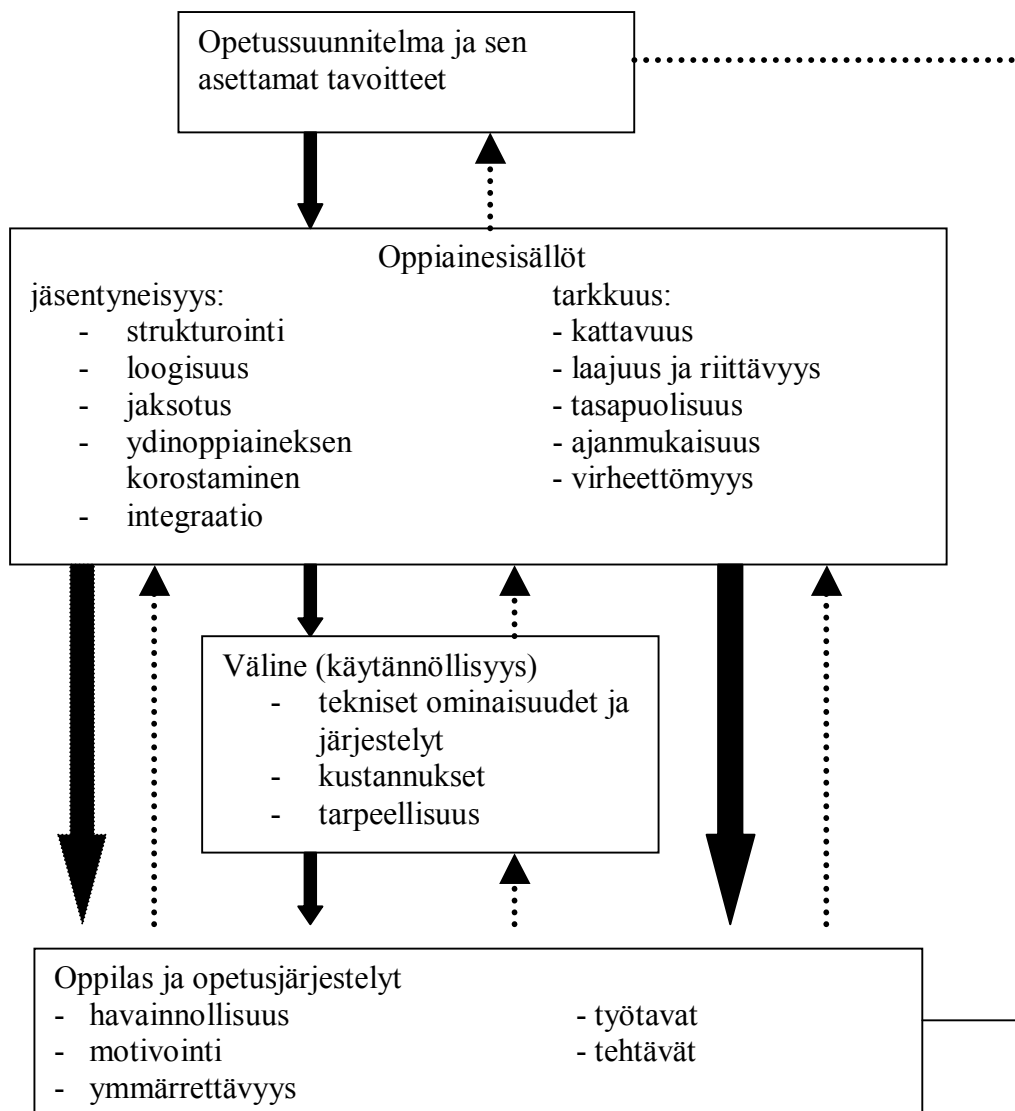 Opetussuunnitelma ja sen
asettamat tavoitteet
Oppiainesisällöt
jäsentyneisyys:
- strukturointi
- loogisuus
- jaksotus
- ydinoppiaineksen
korostaminen
- integraatio
tarkkuus:
- kattavuus
- laajuus ja riittävyys
- tasapuolisuus
- ajanmukaisuus
- virheettömyys
Väline (käytännöllisyys)
- tekniset ominaisuudet ja
järjestelyt
- kustannukset
- tarpeellisuus
Oppilas ja opetusjärjestelyt
- havainnollisuus
- motivointi
- ymmärrettävyys
- työtavat
- tehtävät